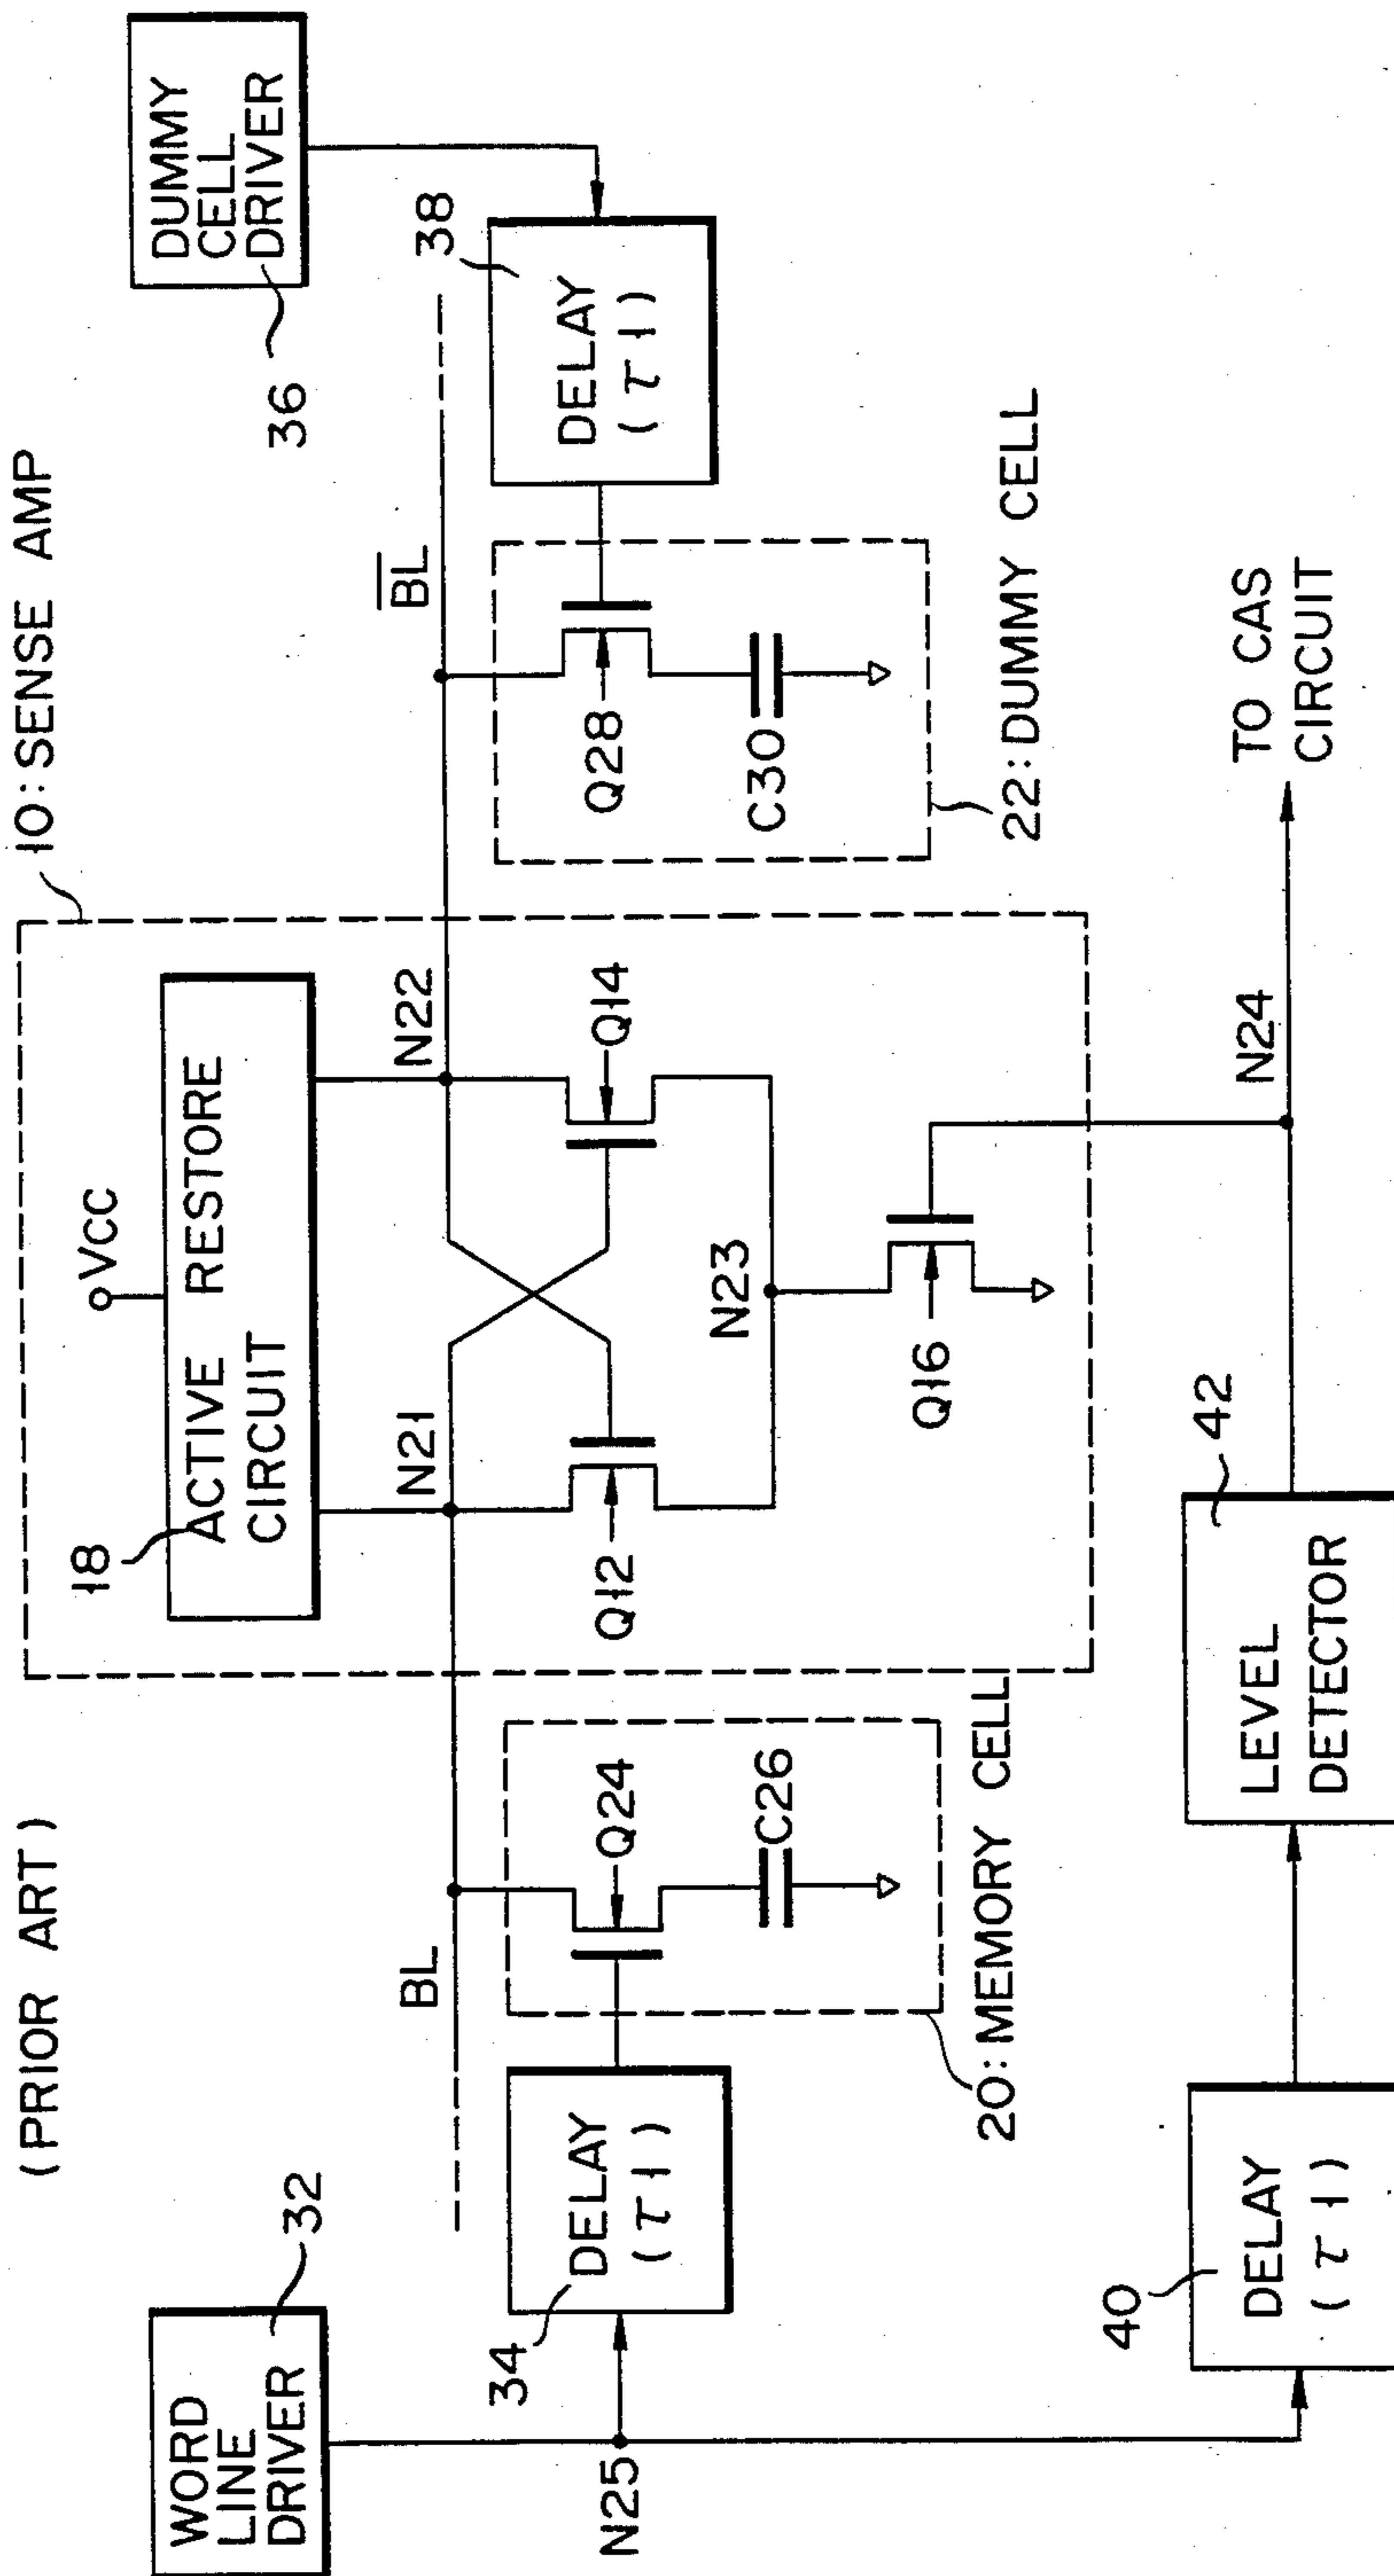 (PRIOR ART)
10: SENSE AMP
WORD
LINE
DRIVER
32
18
VCC
ACTIVE RESTORE
CIRCUIT
DUMMY
CELL
DRIVER
36
BL
N21
N22
B̅L̅
N25
34
DELAY
(τ1)
Q24
C26
20: MEMORY CELL
Q12
Q14
N23
Q16
Q28
C30
22: DUMMY CELL
38
DELAY
(τ1)
40
DELAY
(τ1)
42
LEVEL
DETECTOR
N24
TO CAS
CIRCUIT